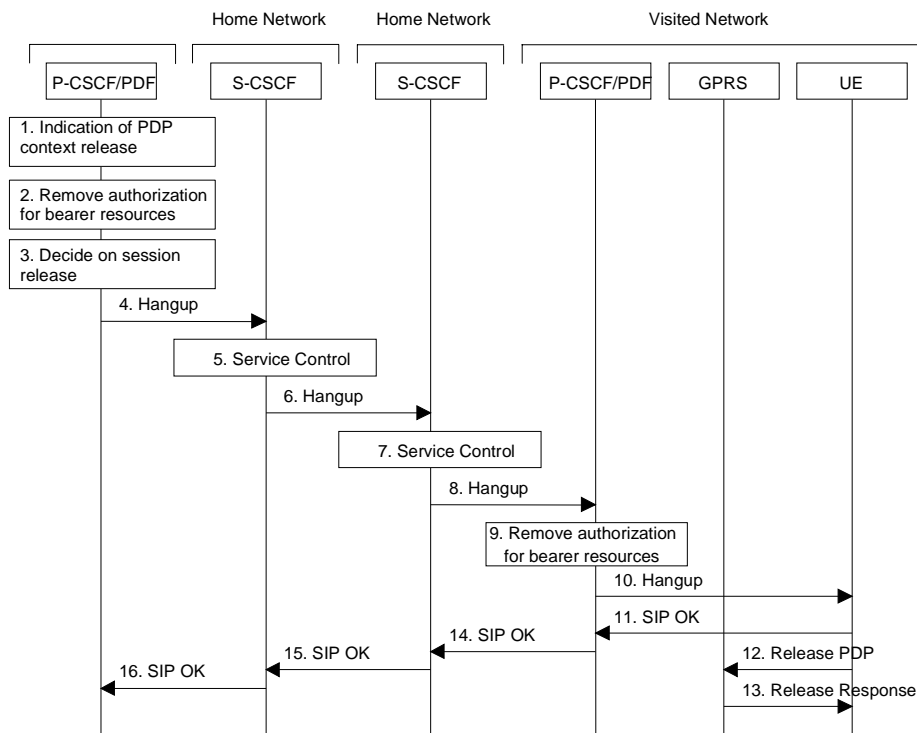 Home Network
Home Network
Visited Network
P-CSCF/PDF
S-CSCF
S-CSCF
P-CSCF/PDF
GPRS
UE
1. Indication of PDP
context release
2. Remove authorization
for bearer resources
3. Decide on session
release
4. Hangup
5. Service Control
6. Hangup
7. Service Control
8. Hangup
9. Remove authorization
for bearer resources
10. Hangup
11. SIP OK
14. SIP OK
12. Release PDP
15. SIP OK
16. SIP OK
13. Release Response